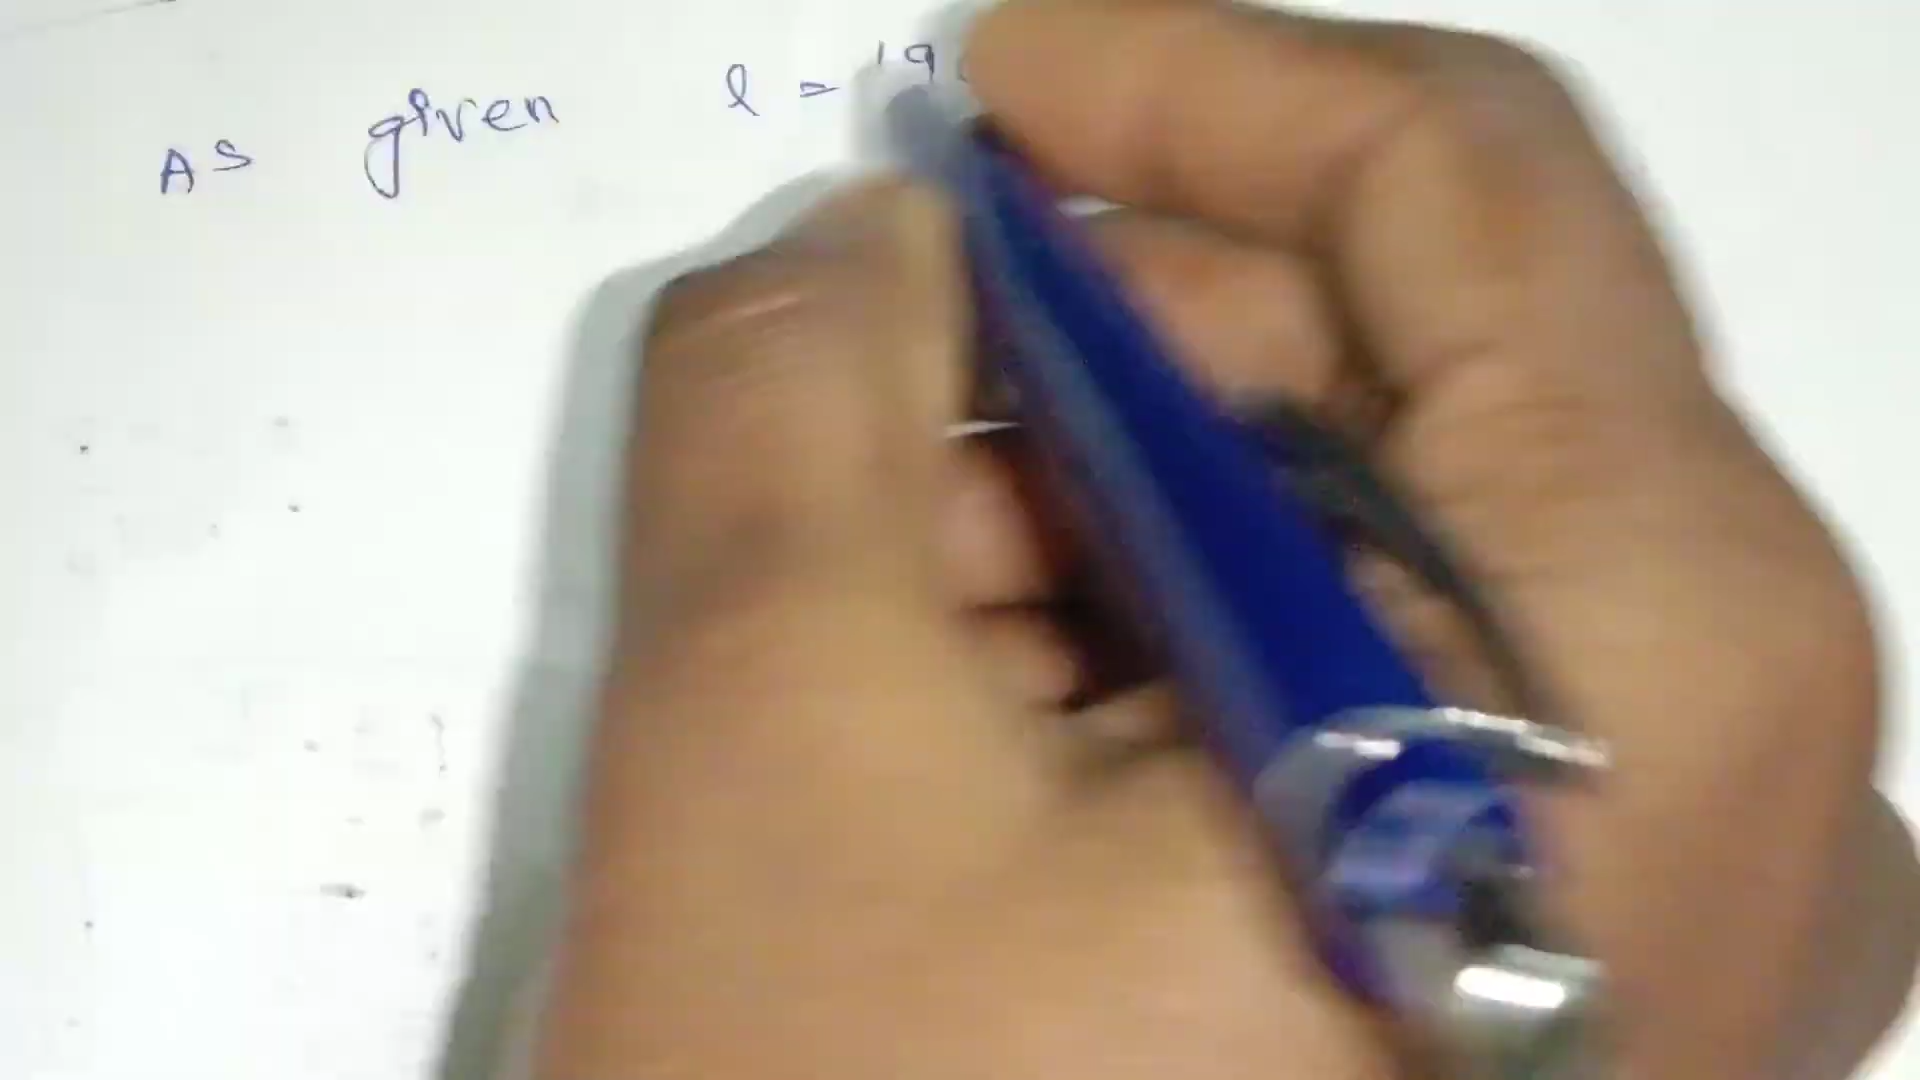 As given l = 19